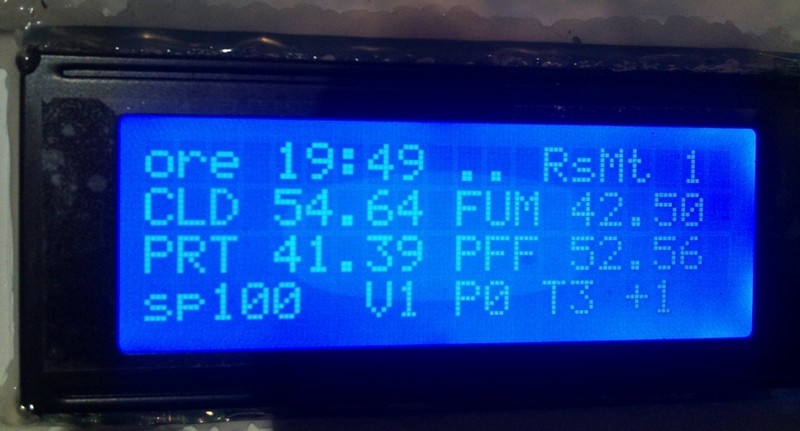 ore 19:49 .. RsMt 1
CLD 54.64 FUM 42.50
PRT 41.39 PFF 52.56
sp100 V1 P0 T3 +1